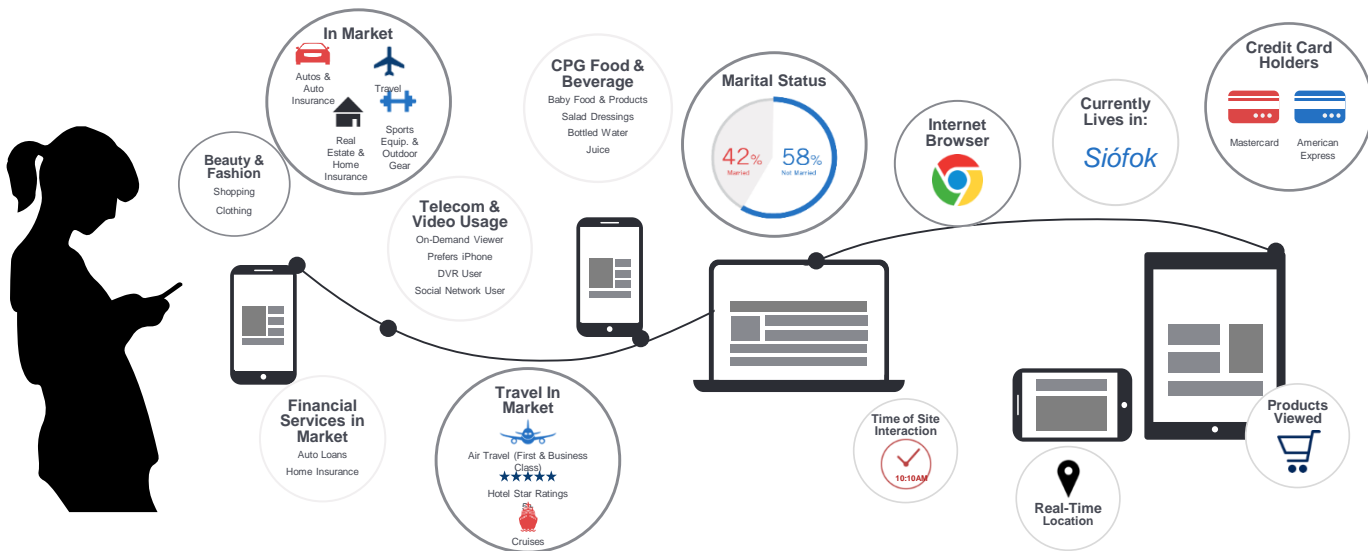 In Market
Autos &
Auto
Insurance
Travel
Real
Estate &
Home
Insurance
Sports
Equip. &
Outdoor
Gear
Beauty &
Fashion
Shopping
Clothing
CPG Food &
Beverage
Baby Food & Products
Salad Dressings
Bottled Water
Juice
Telecom &
Video Usage
On-Demand Viewer
Prefers iPhone
DVR User
Social Network User
Marital Status
42%
Married
58%
Not Married
Internet
Browser
Currently
Lives in:
Siófok
Credit Card
Holders
Mastercard
American
Express
Financial
Services in
Market
Auto Loans
Home Insurance
Travel In
Market
Air Travel (First & Business
Class)
Hotel Star Ratings
Cruises
Time of Site
Interaction
10:10AM
Real-Time
Location
Products
Viewed